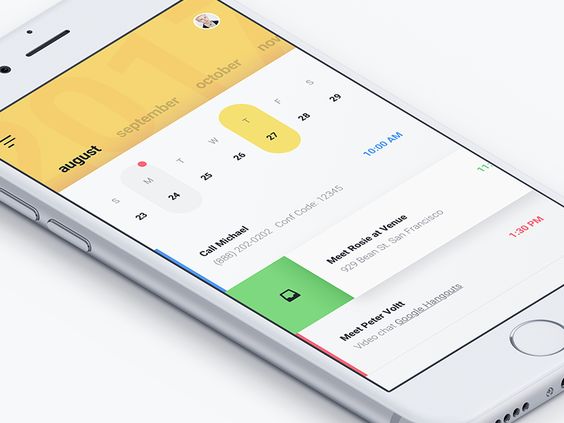 2017
august september october nov
S M T W T F S
23 24 25 26 27 28 29
Call Michael 10:00 AM
(888) 202-0202 Conf Code: 12345
Meet Rosie at Venue 11
929 Bean St. San Francisco
Meet Peter Voltt 1:30 PM
Video chat Google Hangouts